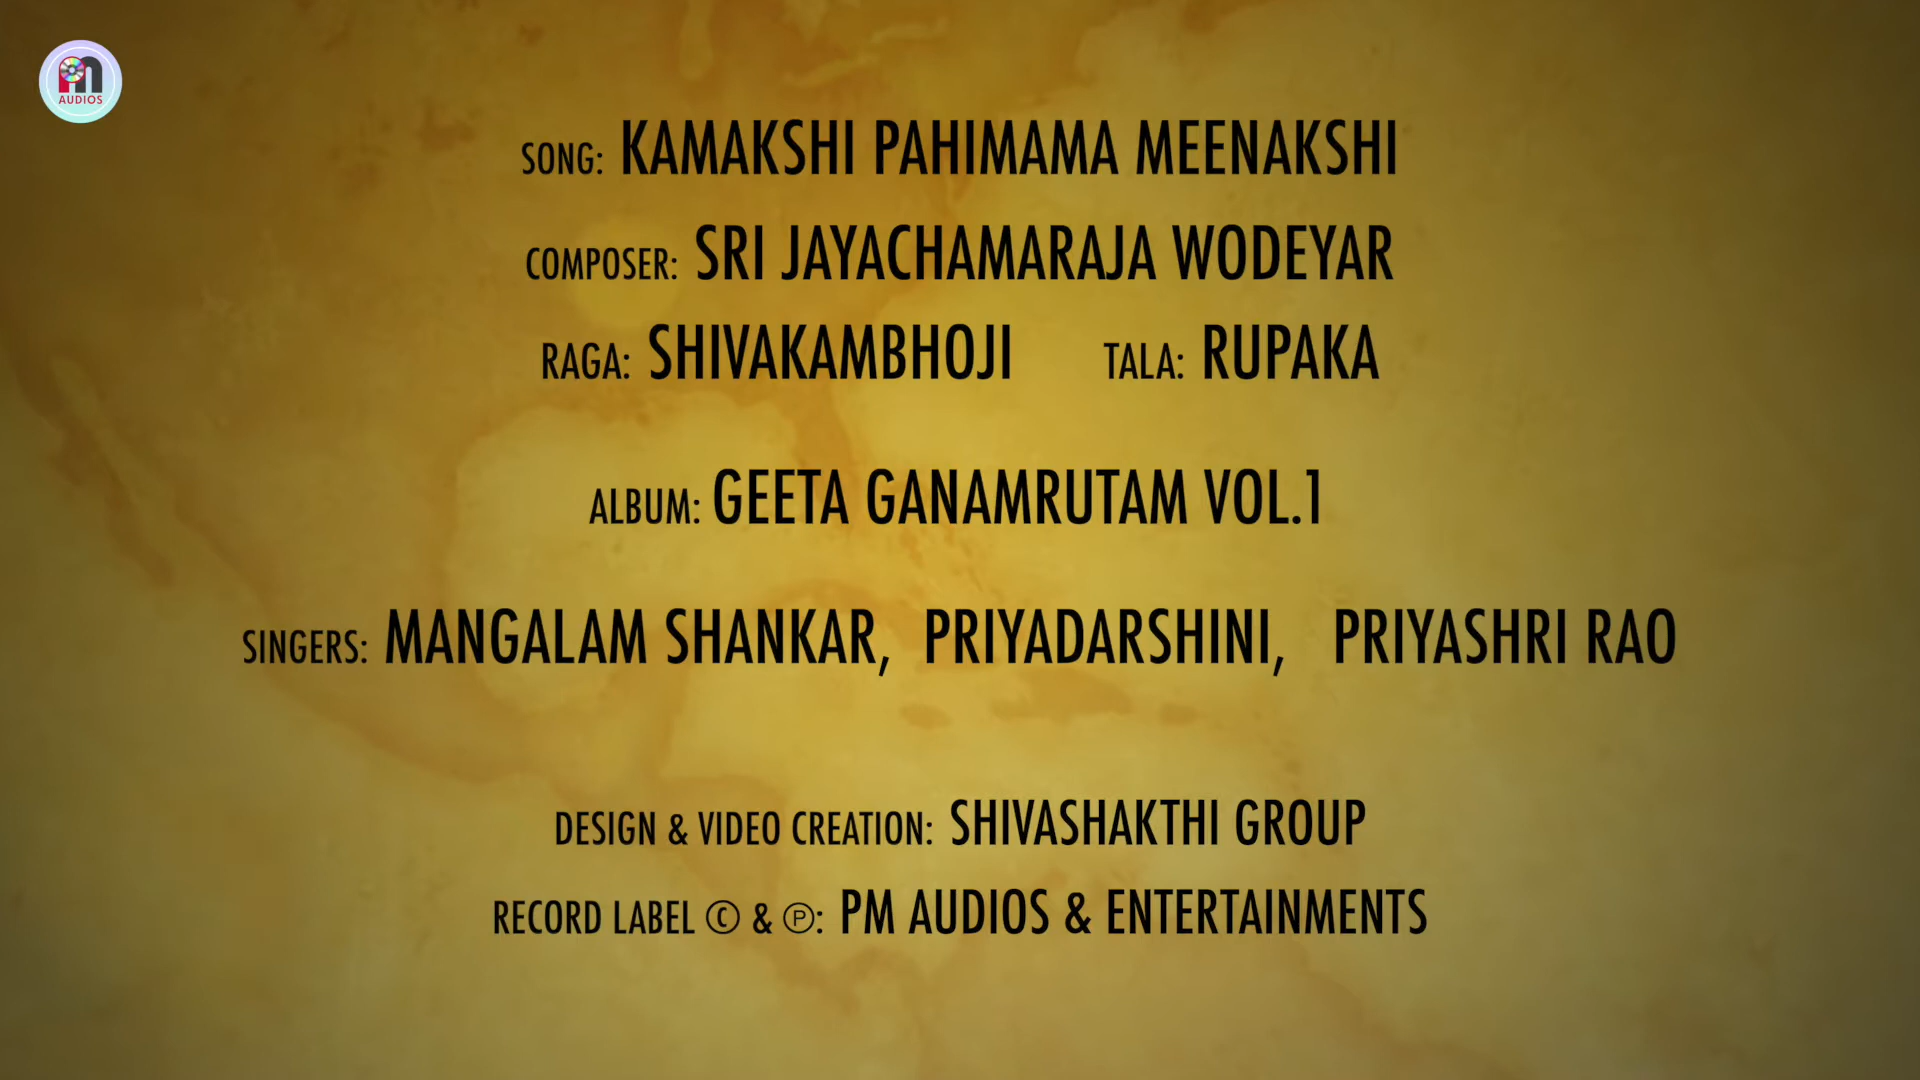 PM
AUDIOS
SONG: KAMAKSHI PAHIMAMA MEENAKSHI
COMPOSER: SRI JAYACHAMARAJA WODEYAR
RAGA: SHIVAKAMBHOJI TALA: RUPAKA
ALBUM: GEETA GANAMRUTAM VOL.1
SINGERS: MANGALAM SHANKAR, PRIYADARSHINI, PRIYASHRI RAO
DESIGN & VIDEO CREATION: SHIVASHAKTHI GROUP
RECORD LABEL © & ℗: PM AUDIOS & ENTERTAINMENTS